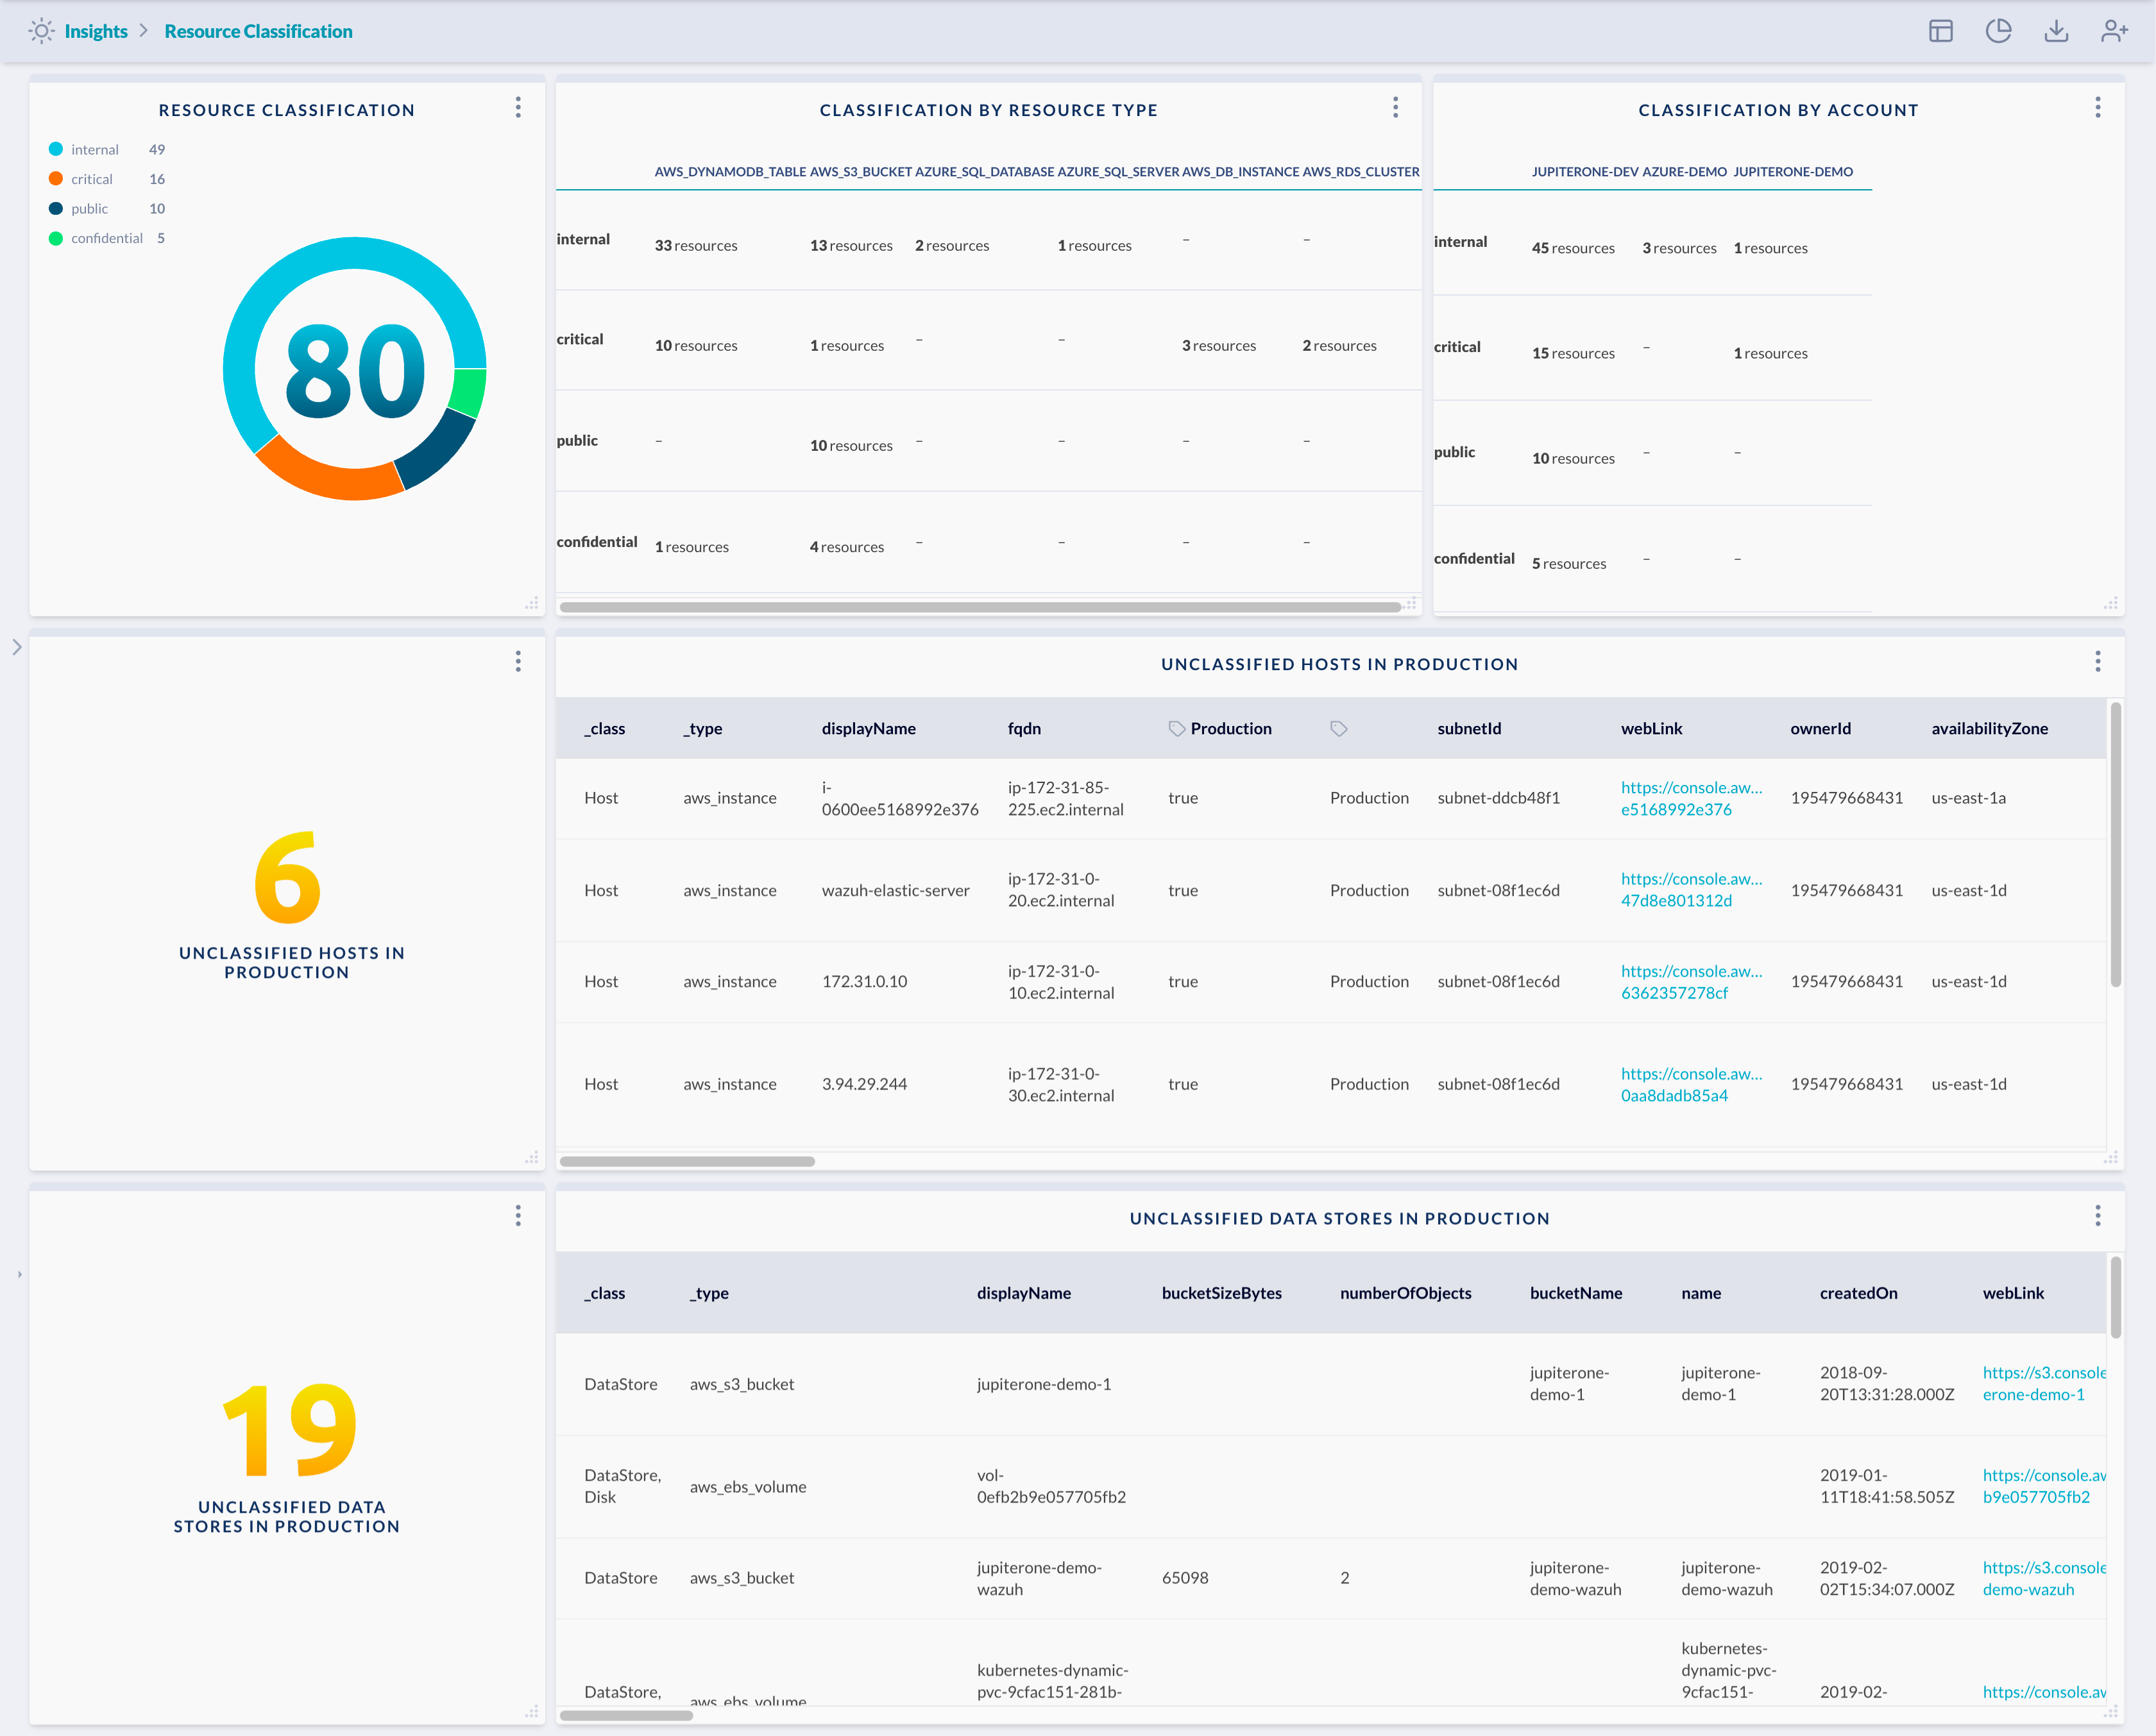 Insights > Resource Classification
RESOURCE CLASSIFICATION
internal 49
critical 16
public 10
confidential 5
80
CLASSIFICATION BY RESOURCE TYPE
AWS_DYNAMODB_TABLE AWS_S3_BUCKET AZURE_SQL_DATABASE AZURE_SQL_SERVER AWS_DB_INSTANCE AWS_RDS_CLUSTER
internal 33 resources 13 resources 2 resources 1 resources – –
critical 10 resources 1 resources – – 3 resources 2 resources
public – 10 resources – – – –
confidential 1 resources 4 resources – – – –
CLASSIFICATION BY ACCOUNT
JUPITERONE-DEV AZURE-DEMO JUPITERONE-DEMO
internal 45 resources 3 resources 1 resources
critical 15 resources – 1 resources
public 10 resources – –
confidential 5 resources – –
6
UNCLASSIFIED HOSTS IN
PRODUCTION
UNCLASSIFIED HOSTS IN PRODUCTION
_class _type displayName fqdn Production subnetId webLink ownerId availabilityZone
i- ip-172-31-85- https://console.aw...
Host aws_instance true Production subnet-ddcb48f1 195479668431 us-east-1a
0600ee5168992e376 225.ec2.internal e5168992e376
ip-172-31-0- https://console.aw...
Host aws_instance wazuh-elastic-server true Production subnet-08f1ec6d 195479668431 us-east-1d
20.ec2.internal 47d8e801312d
ip-172-31-0- https://console.aw...
Host aws_instance 172.31.0.10 true Production subnet-08f1ec6d 195479668431 us-east-1d
10.ec2.internal 6362357278cf
ip-172-31-0- https://console.aw...
Host aws_instance 3.94.29.244 true Production subnet-08f1ec6d 195479668431 us-east-1d
30.ec2.internal 0aa8dadb85a4
19
UNCLASSIFIED DATA
STORES IN PRODUCTION
UNCLASSIFIED DATA STORES IN PRODUCTION
_class _type displayName bucketSizeBytes numberOfObjects bucketName name createdOn webLink
jupiterone- jupiterone- 2018-09- https://s3.console
DataStore aws_s3_bucket jupiterone-demo-1
demo-1 demo-1 20T13:31:28.000Z erone-demo-1
DataStore, vol- 2019-01- https://console.aw
aws_ebs_volume
Disk 0efb2b9e057705fb2 11T18:41:58.505Z b9e057705fb2
jupiterone-demo- jupiterone- jupiterone- 2019-02- https://s3.console
DataStore aws_s3_bucket 65098 2
wazuh demo-wazuh demo-wazuh 02T15:34:07.000Z demo-wazuh
kubernetes-
kubernetes-dynamic- dynamic-pvc-
DataStore, pvc-9cfac151-281b- 9cfac151- 2019-02- https://console.aw
aws_ebs_volume